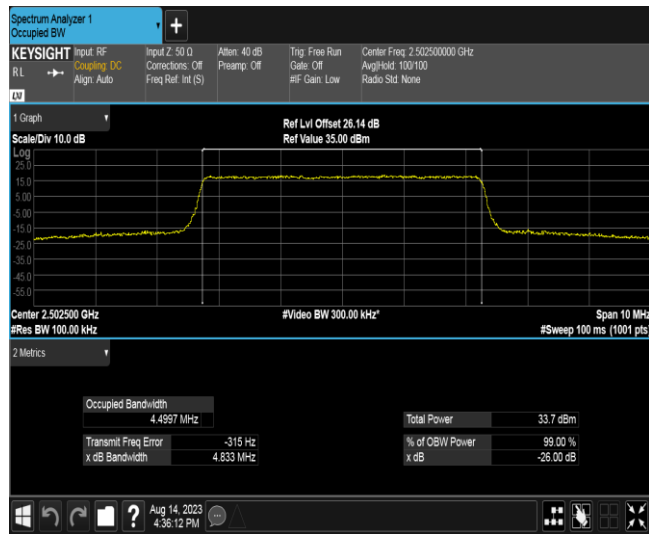 Spectrum Analyzer 1
Occupied BW
+
KEYSIGHT Input: RF Input Z: 50 Ω Atten: 40 dB Trig: Free Run Center Freq: 2.502500000 GHz
RL Coupling: DC Corrections: Off Preamp: Off Gate: Off Avg|Hold: 100/100
Align: Auto Freq Ref: Int (S) #IF Gain: Low Radio Std: None
LXI
1 Graph
Ref Lvl Offset 26.14 dB
Scale/Div 10.0 dB Ref Value 35.00 dBm
Log
25.0
15.0
5.00
-5.00
-15.0
-25.0
-35.0
-45.0
-55.0
Center 2.502500 GHz #Video BW 300.00 kHz* Span 10 MHz
#Res BW 100.00 kHz #Sweep 100 ms (1001 pts)
2 Metrics
Occupied Bandwidth
4.4997 MHz Total Power 33.7 dBm
Transmit Freq Error -315 Hz % of OBW Power 99.00 %
x dB Bandwidth 4.833 MHz x dB -26.00 dB
? Aug 14, 2023
4:36:12 PM